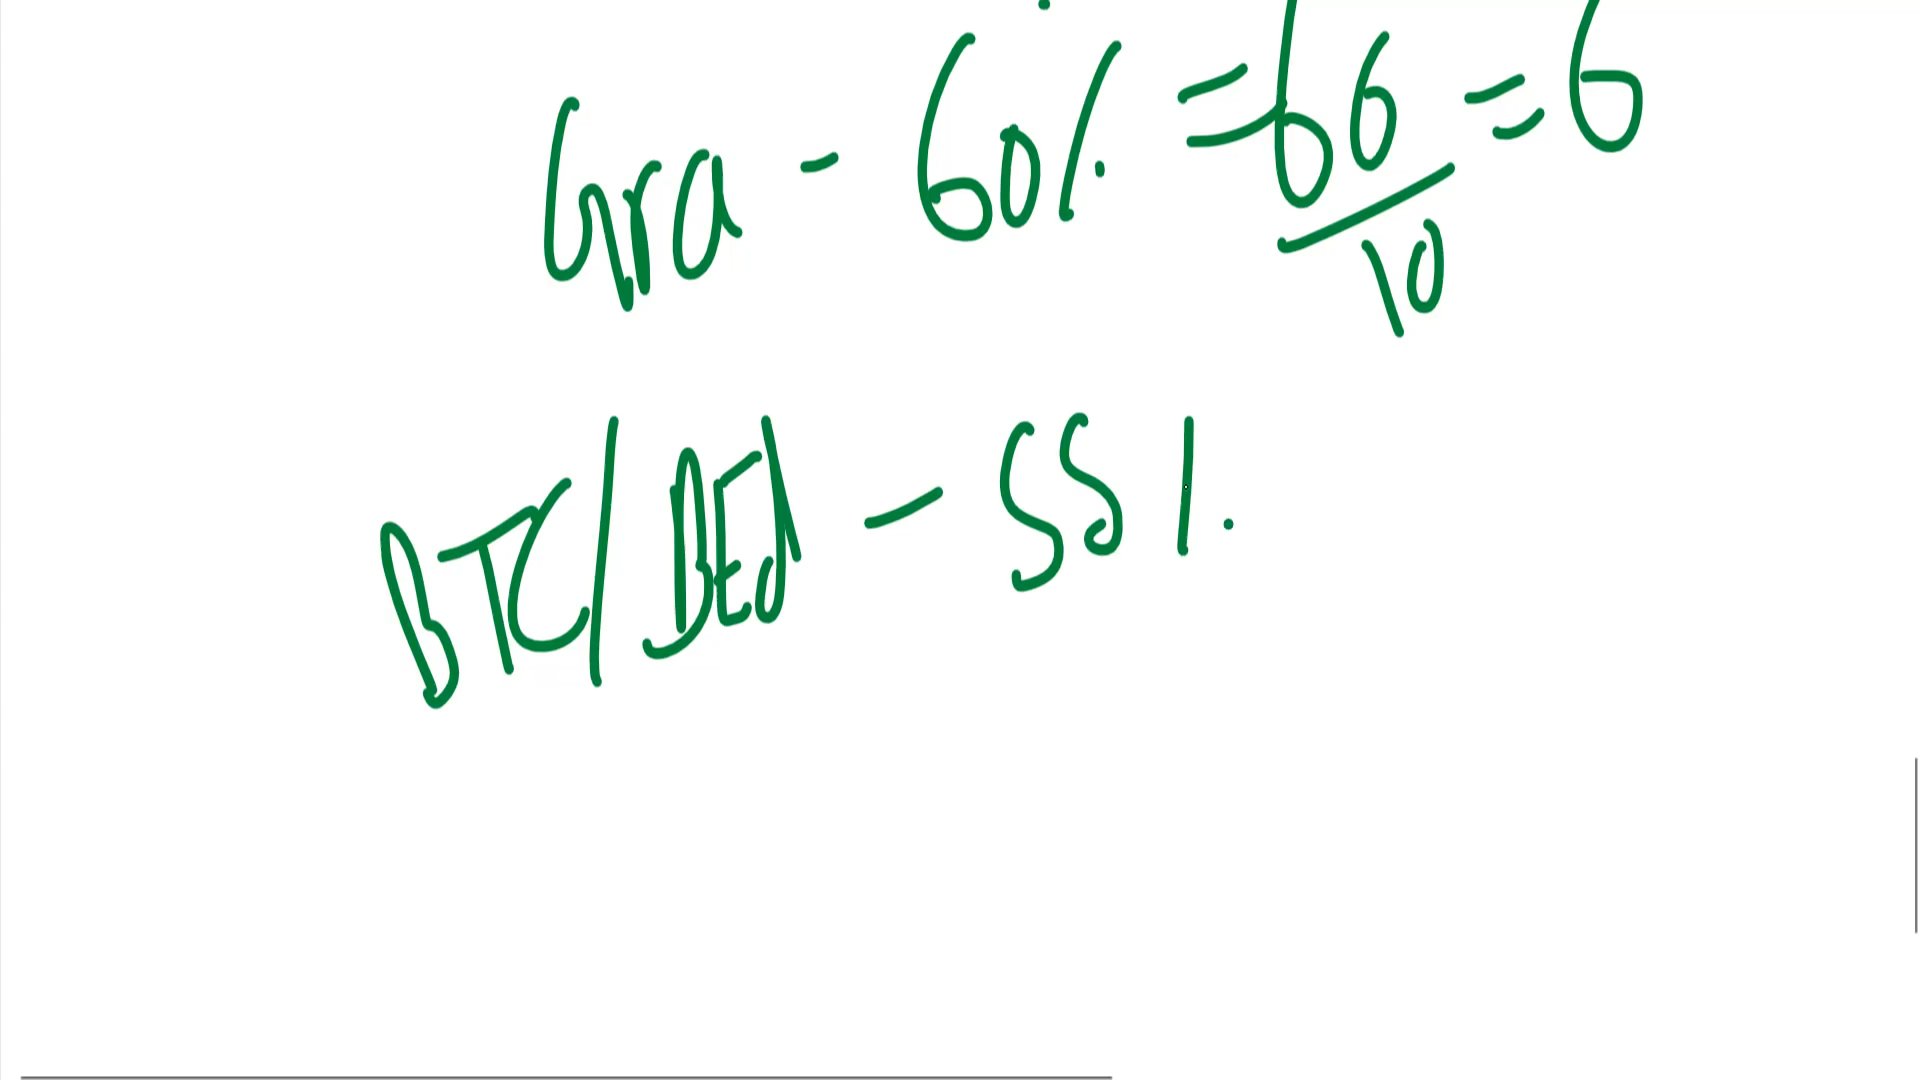 Gra - 60% = 60/10 = 6
BTC/BEd - 55%